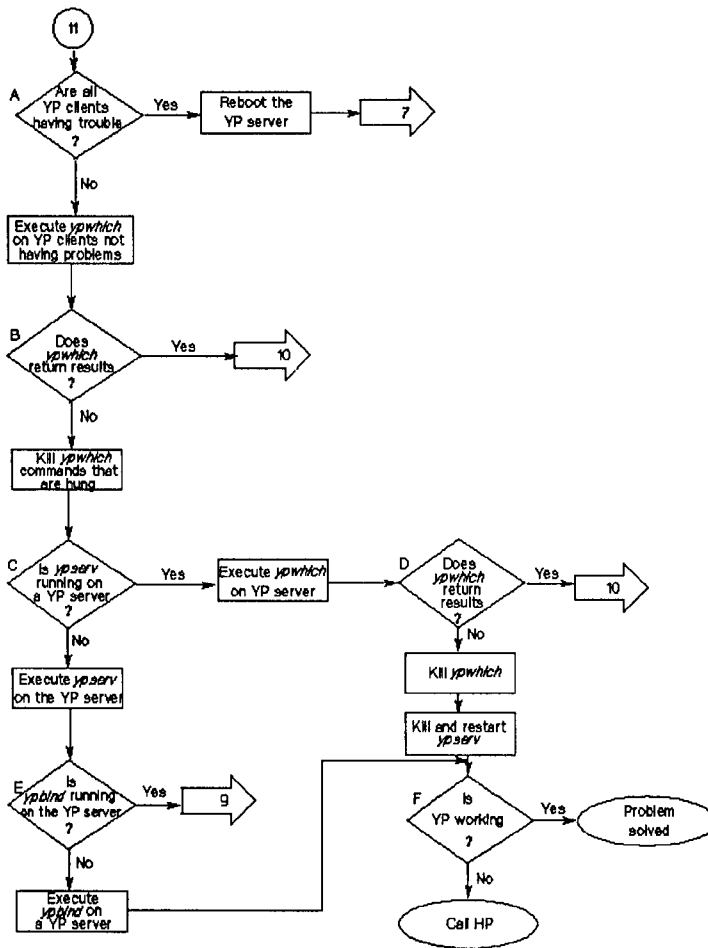 11
A
Are all
YP clients
having trouble
?
Yes
Reboot the
YP server
7
No
Execute ypwhich
on YP clients not
having problems
B
Does
ypwhich
return results
?
Yes
10
No
Kill ypwhich
commands that
are hung
C
Is ypserv
running on
a YP server
?
Yes
Execute ypwhich
on YP server
D
Does
ypwhich
return
results
?
Yes
10
No
Kill ypwhich
Kill and restart
ypserv
No
Execute ypserv
on the YP server
E
Is
ypbind running
on the YP server
?
Yes
9
No
Execute
ypbind on
a YP server
F
Is
YP working
?
Yes
Problem
solved
No
Call HP